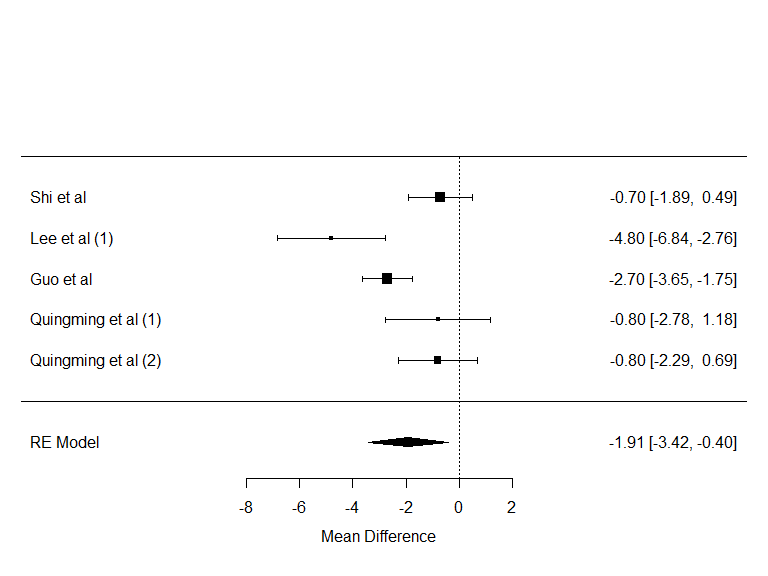 Shi et al -0.70 [-1.89, 0.49]
Lee et al (1) -4.80 [-6.84, -2.76]
Guo et al -2.70 [-3.65, -1.75]
Quingming et al (1) -0.80 [-2.78, 1.18]
Quingming et al (2) -0.80 [-2.29, 0.69]
RE Model -1.91 [-3.42, -0.40]
-8 -6 -4 -2 0 2
Mean Difference